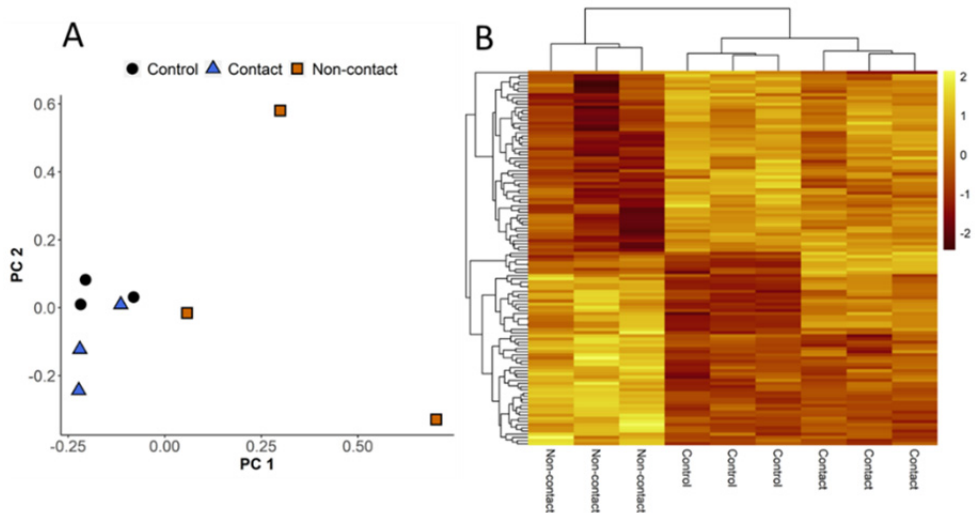 A
Control Contact Non-contact
0.6
0.4
0.2
0.0
-0.2
PC 2
-0.25 0.00 0.25 0.50
PC 1
B
2
1
0
-1
-2
Non-contact
Non-contact
Non-contact
Control
Control
Control
Contact
Contact
Contact